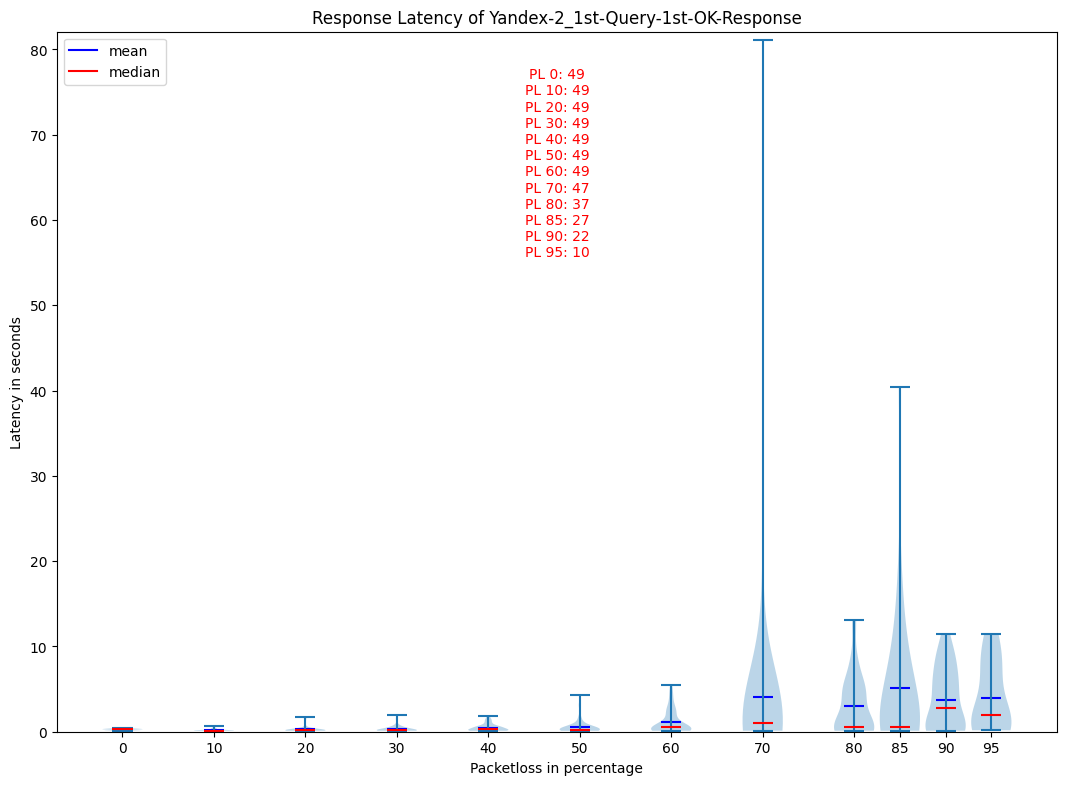 Response Latency of Yandex-2_1st-Query-1st-OK-Response
mean
median
PL 0: 49
PL 10: 49
PL 20: 49
PL 30: 49
PL 40: 49
PL 50: 49
PL 60: 49
PL 70: 47
PL 80: 37
PL 85: 27
PL 90: 22
PL 95: 10
80
70
60
50
40
30
20
10
0
Latency in seconds
0 10 20 30 40 50 60 70 80 85 90 95
Packetloss in percentage